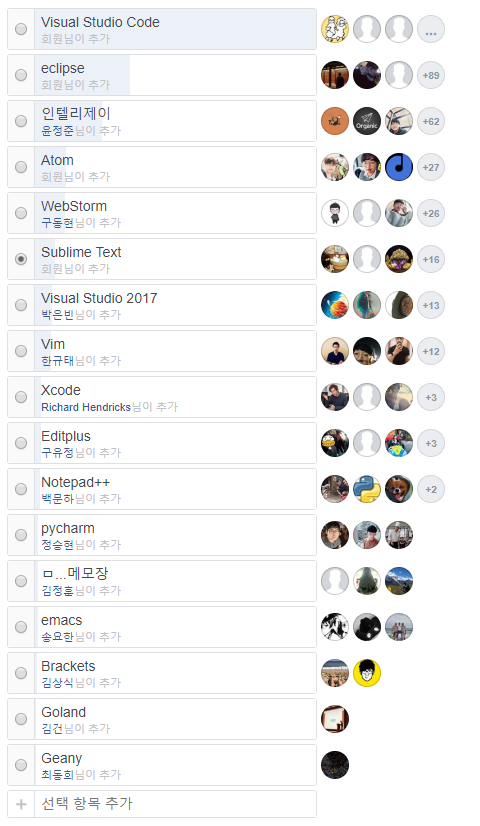 Visual Studio Code
회원님이 추가
...
eclipse
회원님이 추가
+89
인텔리제이
윤정준님이 추가
Organic
+62
Atom
회원님이 추가
+27
WebStorm
구동현님이 추가
+26
Sublime Text
회원님이 추가
+16
Visual Studio 2017
박은빈님이 추가
+13
Vim
한규태님이 추가
+12
Xcode
Richard Hendricks님이 추가
+3
Editplus
구유정님이 추가
+3
Notepad++
백문하님이 추가
+2
pycharm
정승현님이 추가
ㅁ...메모장
김정훈님이 추가
emacs
송요한님이 추가
Brackets
김상식님이 추가
Goland
김건님이 추가
Geany
최동희님이 추가
+ 선택 항목 추가